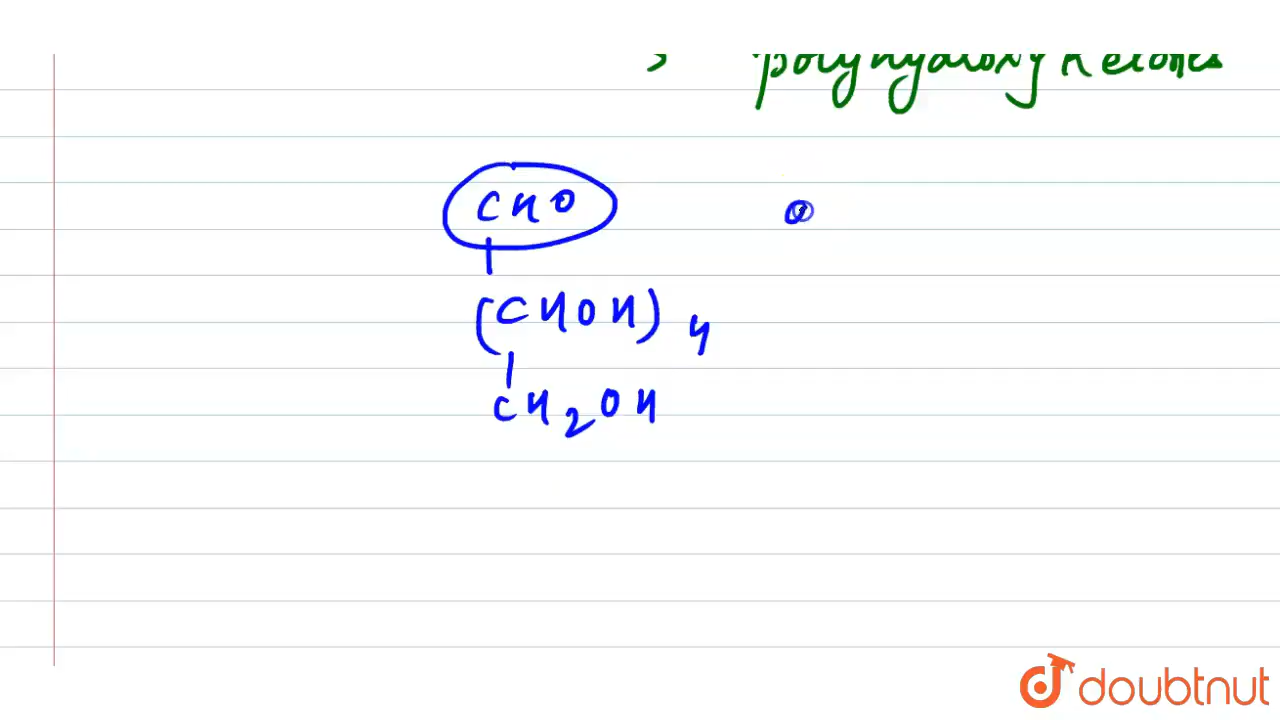 polyhydroxy Ketones
CHO
(CHOH) 4
CH2OH
doubtnut